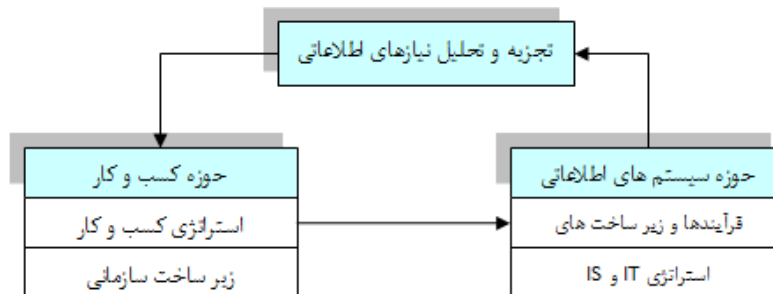 تجزیه و تحلیل نیازهای اطلاعاتی
حوزه کسب و کار
استراتژی کسب و کار
زیر ساخت سازمانی
حوزه سیستم های اطلاعاتی
قرآیندها و زیر ساخت های
استراتژی IT و IS